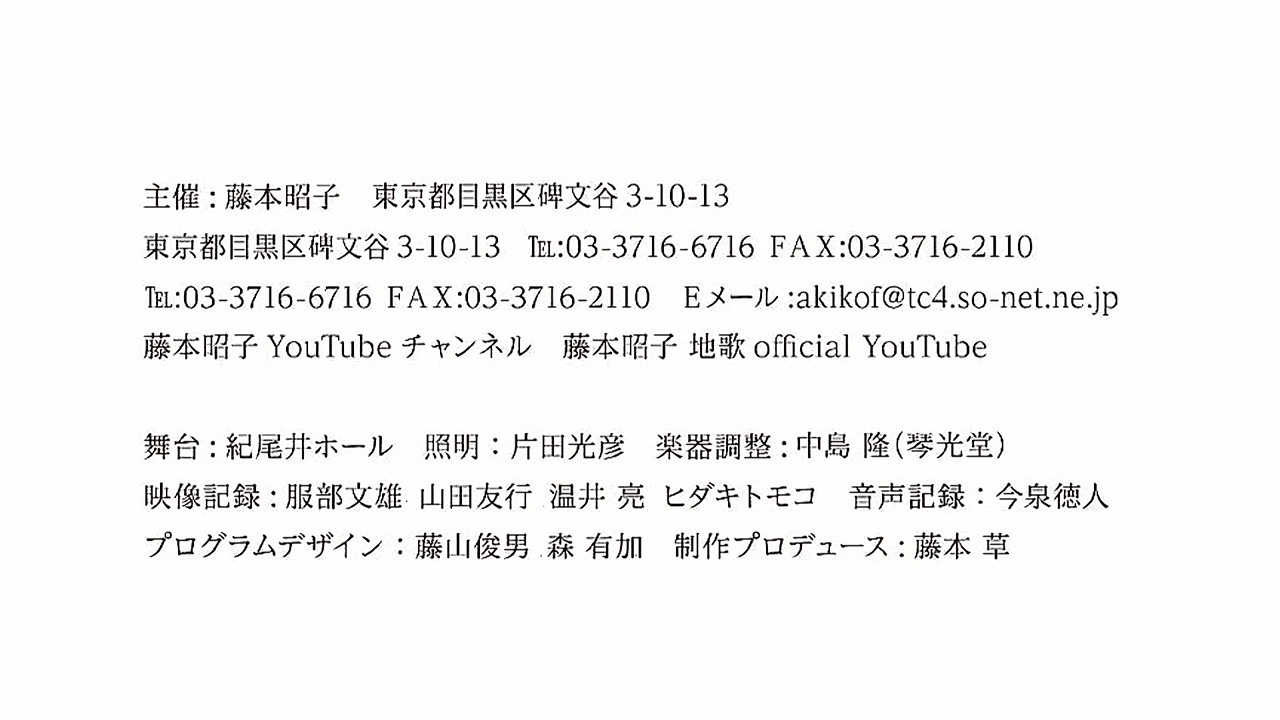 主催：藤本昭子　東京都目黒区碑文谷 3-10-13
東京都目黒区碑文谷 3-10-13　℡:03-3716-6716 FAX:03-3716-2110
℡:03-3716-6716 FAX:03-3716-2110　Eメール:akikof@tc4.so-net.ne.jp
藤本昭子 YouTube チャンネル　藤本昭子 地歌 official YouTube
舞台：紀尾井ホール　照明：片田光彦　楽器調整：中島 隆（琴光堂）
映像記録：服部文雄 山田友行 温井 亮 ヒダキトモコ　音声記録：今泉徳人
プログラムデザイン：藤山俊男 森 有加　制作プロデュース：藤本 草